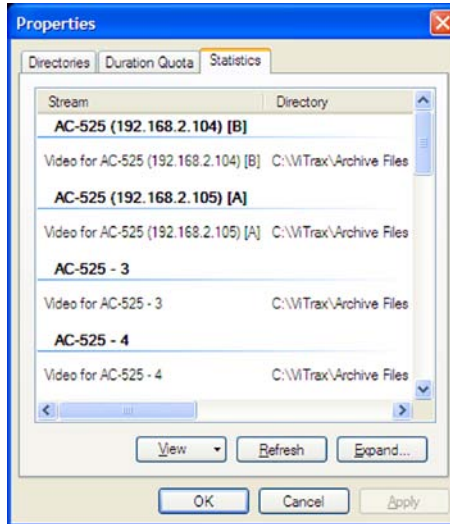 Properties
Directories Duration Quota Statistics
Stream Directory
AC-525 (192.168.2.104) [B]
Video for AC-525 (192.168.2.104) [B] C:\ViTrax\Archive Files
AC-525 (192.168.2.105) [A]
Video for AC-525 (192.168.2.105) [A] C:\ViTrax\Archive Files
AC-525 - 3
Video for AC-525 - 3 C:\ViTrax\Archive Files
AC-525 - 4
Video for AC-525 - 4 C:\ViTrax\Archive Files
View Refresh Expand...
OK Cancel Apply